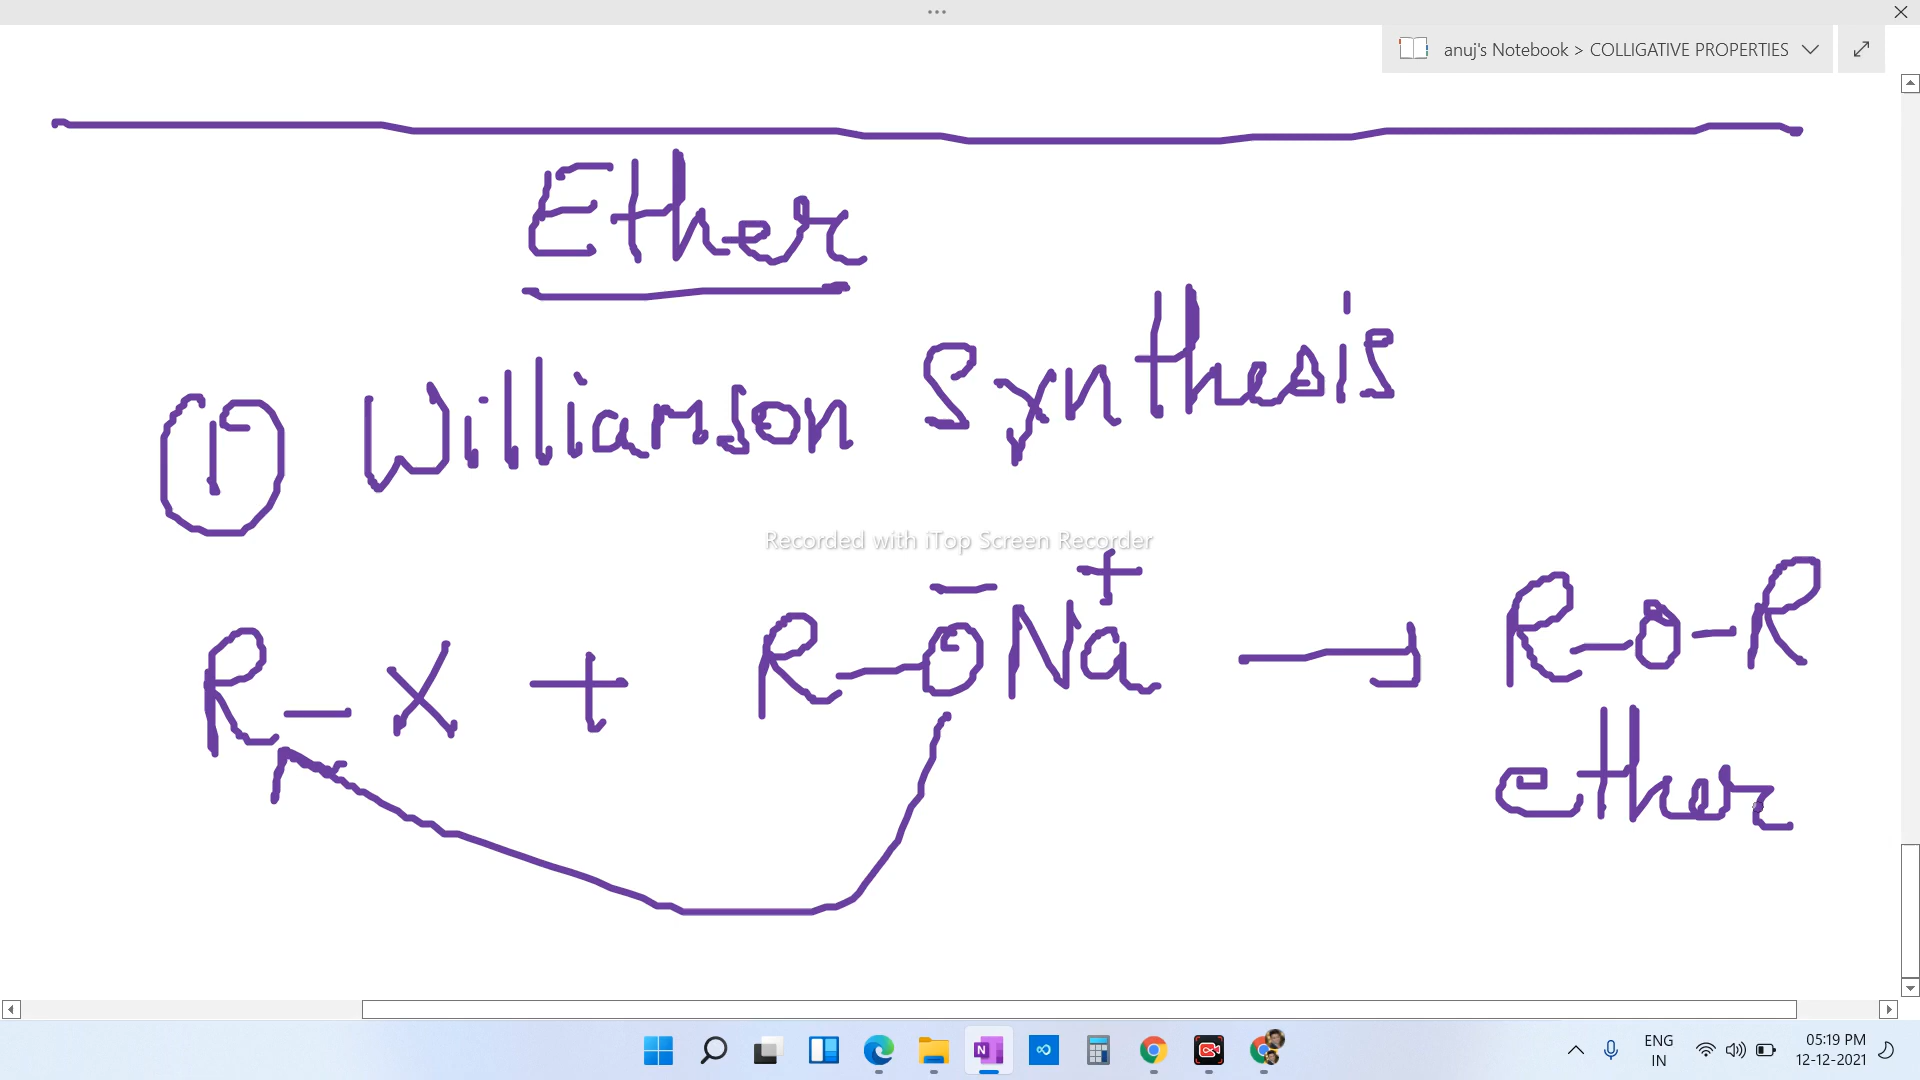 anuj's Notebook > COLLIGATIVE PROPERTIES
Ether
① Williamson Synthesis
Recorded with iTop Screen Recorder
R - X + R - O⁻ Na⁺ → R - O - R
ether
ENG
IN
05:19 PM
12-12-2021